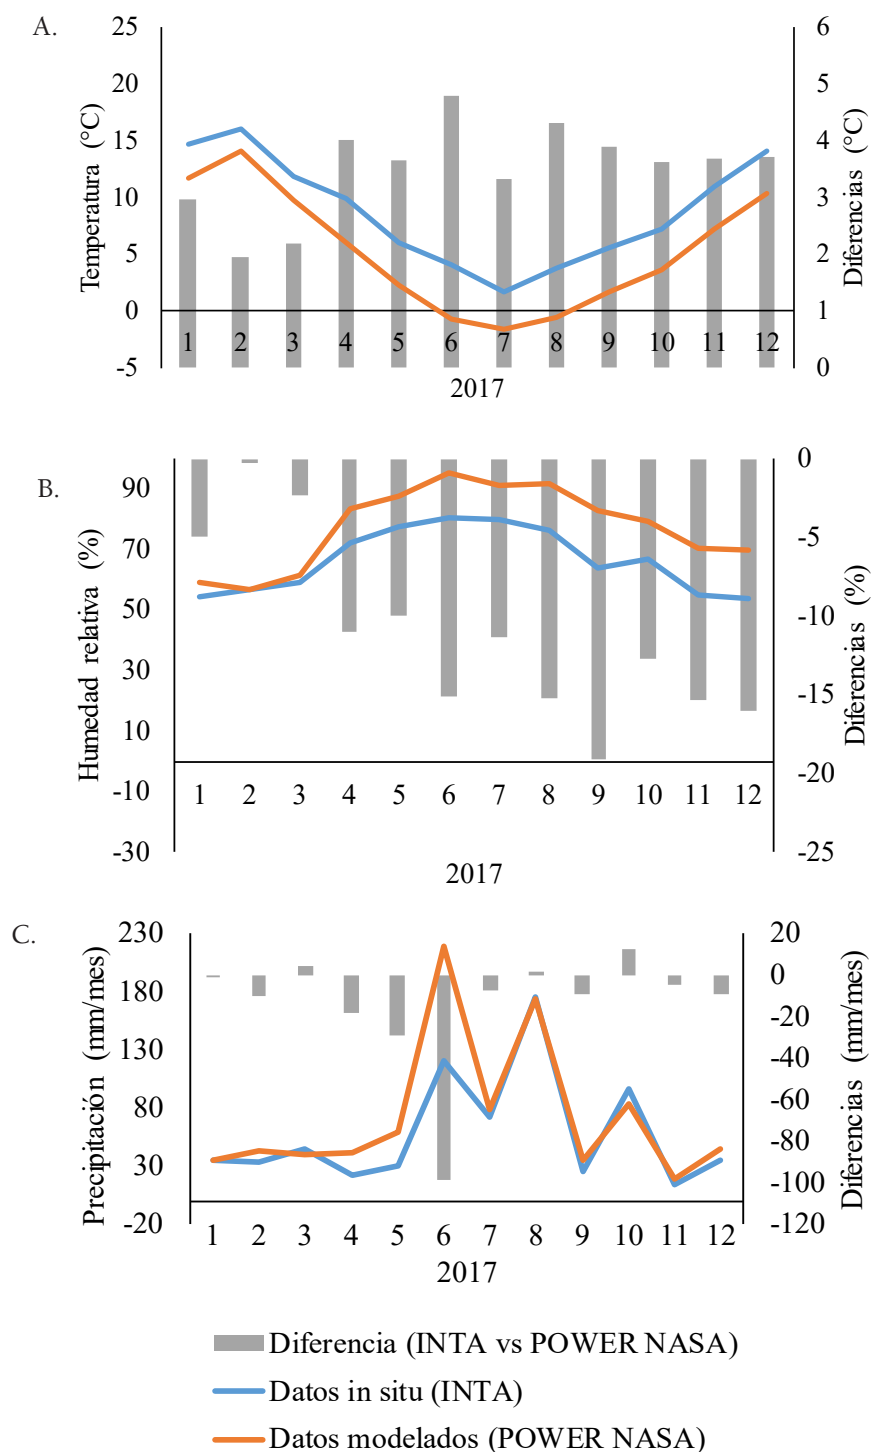 A.
Temperatura (°C)
25
20
15
10
5
0
-5
1 2 3 4 5 6 7 8 9 10 11 12
2017
6
5
4
3
2
1
0
Diferencias (°C)
B.
Humedad relativa (%)
90
70
50
30
10
-10
-30
1 2 3 4 5 6 7 8 9 10 11 12
2017
0
-5
-10
-15
-20
-25
Diferencias (%)
C.
Precipitación (mm/mes)
230
180
130
80
30
-20
1 2 3 4 5 6 7 8 9 10 11 12
2017
20
0
-20
-40
-60
-80
-100
-120
Diferencias (mm/mes)
Diferencia (INTA vs POWER NASA)
Datos in situ (INTA)
Datos modelados (POWER NASA)